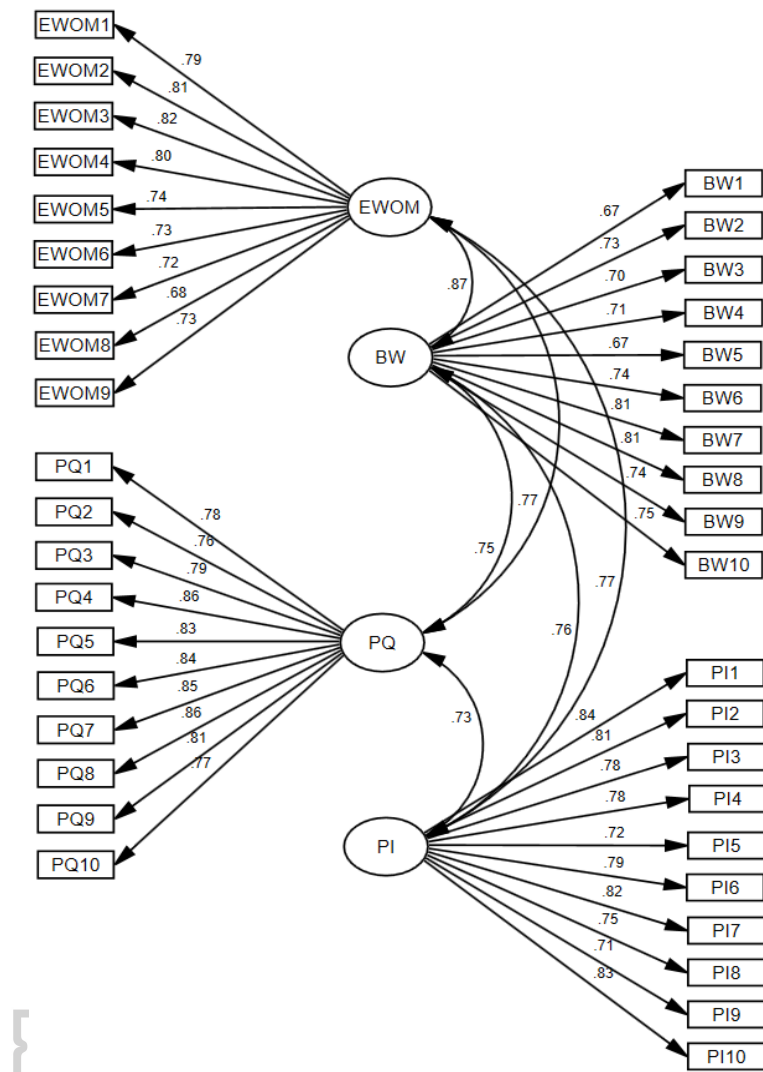 EWOM1
EWOM2
EWOM3
EWOM4
EWOM5
EWOM6
EWOM7
EWOM8
EWOM9
.79
.81
.82
.80
.74
.73
.72
.68
.73
EWOM
.87
BW
BW1
BW2
BW3
BW4
BW5
BW6
BW7
BW8
BW9
BW10
.67
.73
.70
.71
.67
.74
.81
.81
.74
.75
PQ1
PQ2
PQ3
PQ4
PQ5
PQ6
PQ7
PQ8
PQ9
PQ10
.78
.76
.79
.86
.83
.84
.85
.86
.81
.77
PQ
.75
.77
.73
.76
.77
PI
PI1
PI2
PI3
PI4
PI5
PI6
PI7
PI8
PI9
PI10
.84
.81
.78
.78
.72
.79
.82
.75
.71
.83